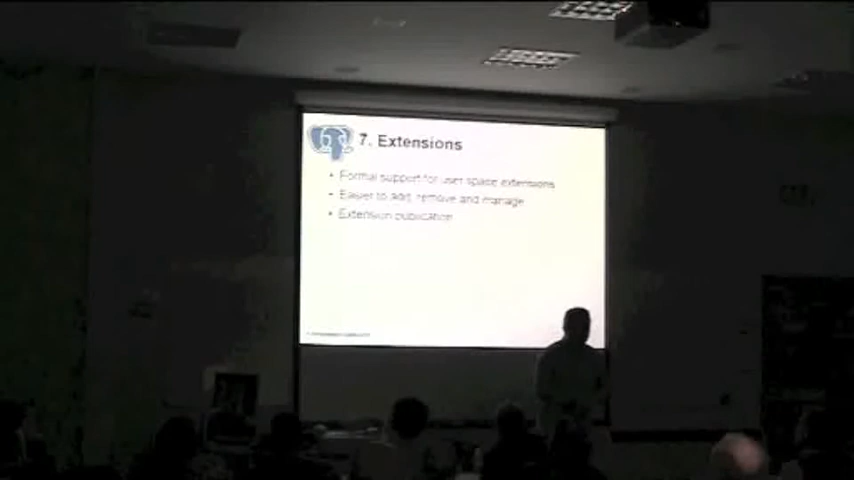 7. Extensions
• Formal support for user space extensions
• Easier to add, remove and manage
• Extension publication